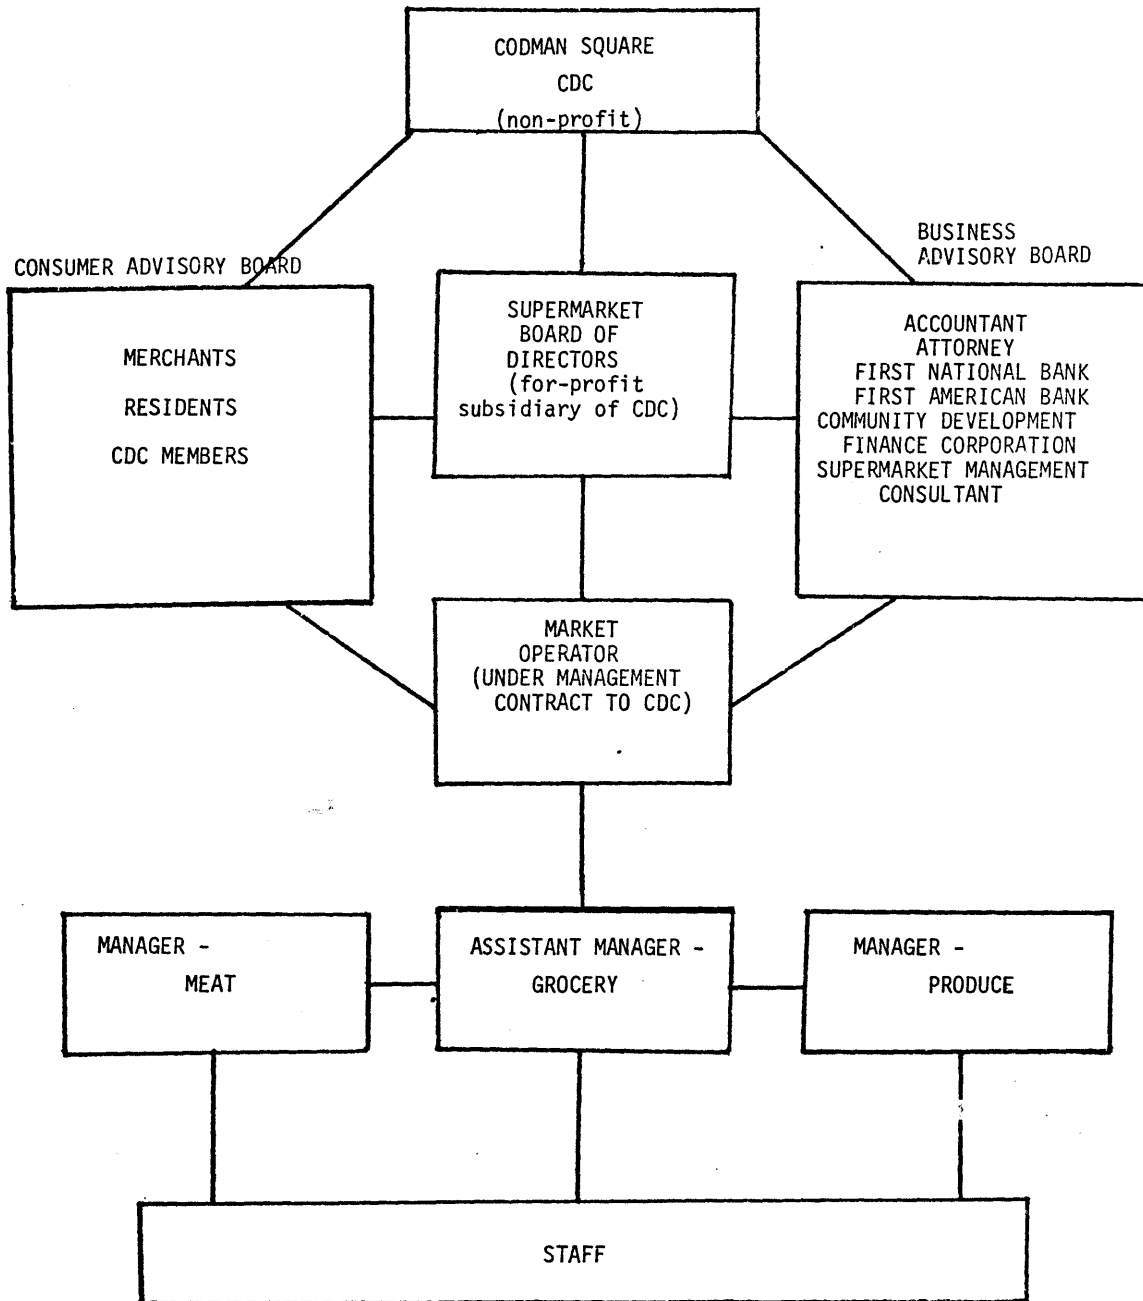 CODMAN SQUARE
CDC
(non-profit)
CONSUMER ADVISORY BOARD
MERCHANTS
RESIDENTS
CDC MEMBERS
SUPERMARKET
BOARD OF
DIRECTORS
(for-profit
subsidiary of CDC)
BUSINESS
ADVISORY BOARD
ACCOUNTANT
ATTORNEY
FIRST NATIONAL BANK
FIRST AMERICAN BANK
COMMUNITY DEVELOPMENT
FINANCE CORPORATION
SUPERMARKET MANAGEMENT
CONSULTANT
MARKET
OPERATOR
(UNDER MANAGEMENT
CONTRACT TO CDC)
MANAGER -
MEAT
ASSISTANT MANAGER -
GROCERY
MANAGER -
PRODUCE
STAFF